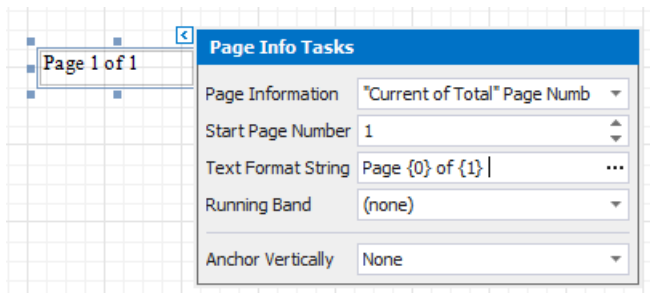 Page 1 of 1
Page Info Tasks
Page Information "Current of Total" Page Numb
Start Page Number 1
Text Format String Page {0} of {1} ...
Running Band (none)
Anchor Vertically None